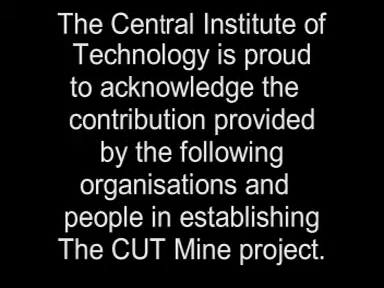 The Central Institute of
Technology is proud
to acknowledge the
contribution provided
by the following
organisations and
people in establishing
The CUT Mine project.